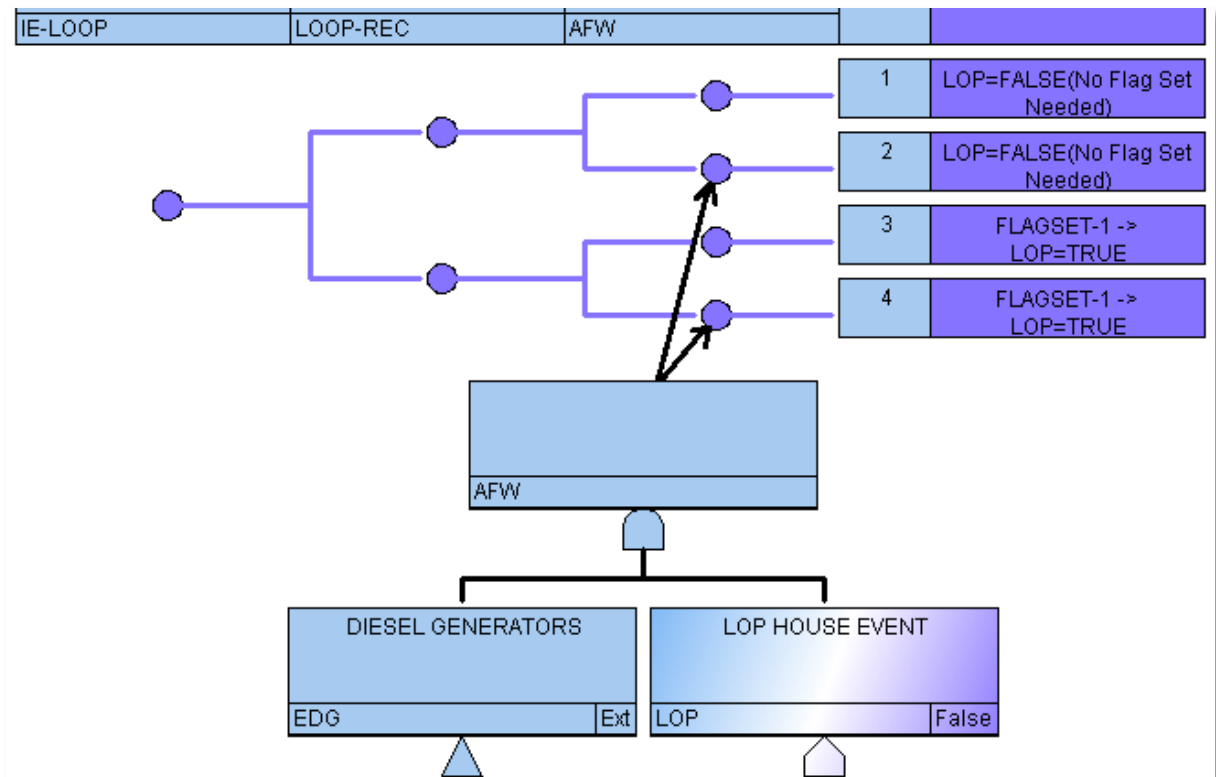 IE-LOOP LOOP-REC AFW
1 LOP=FALSE(No Flag Set
Needed)
2 LOP=FALSE(No Flag Set
Needed)
3 FLAGSET-1 ->
LOP=TRUE
4 FLAGSET-1 ->
LOP=TRUE
AFW
DIESEL GENERATORS
EDG Ext
LOP HOUSE EVENT
LOP False